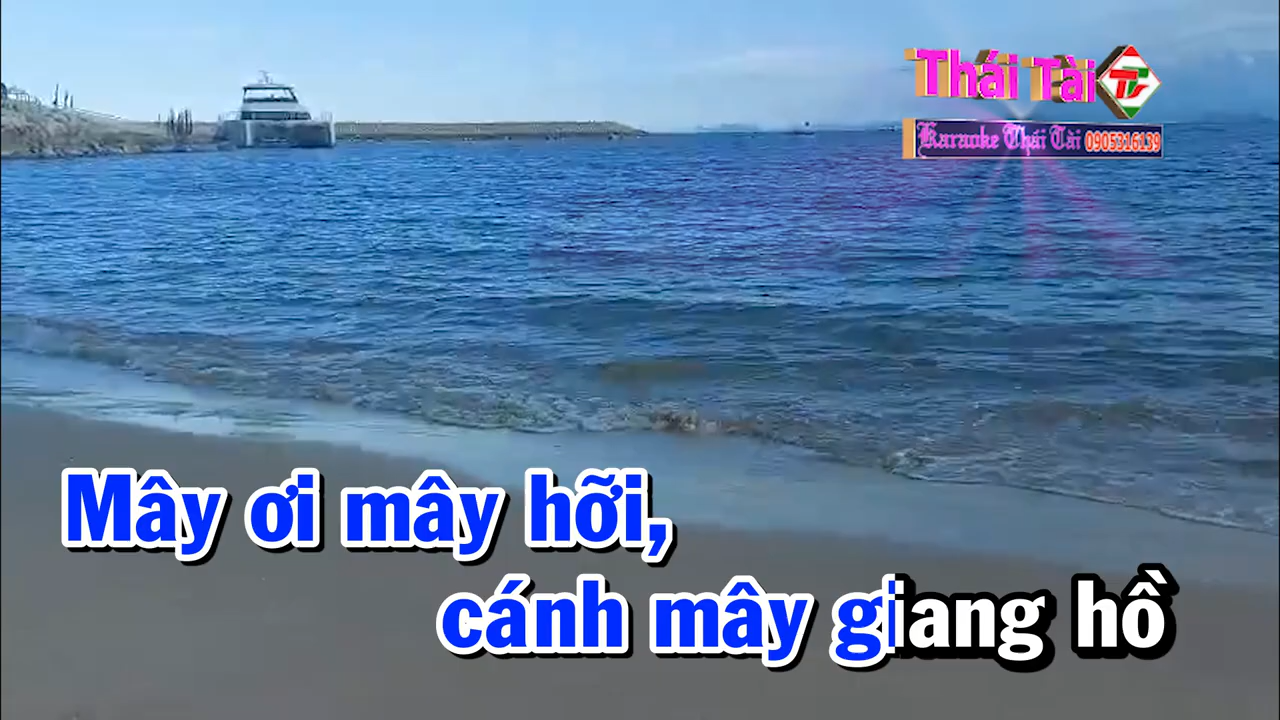 Thái Tài
Karaoke Thái Tài 0905316139
Mây ơi mây hỡi,
cánh mây giang hồ